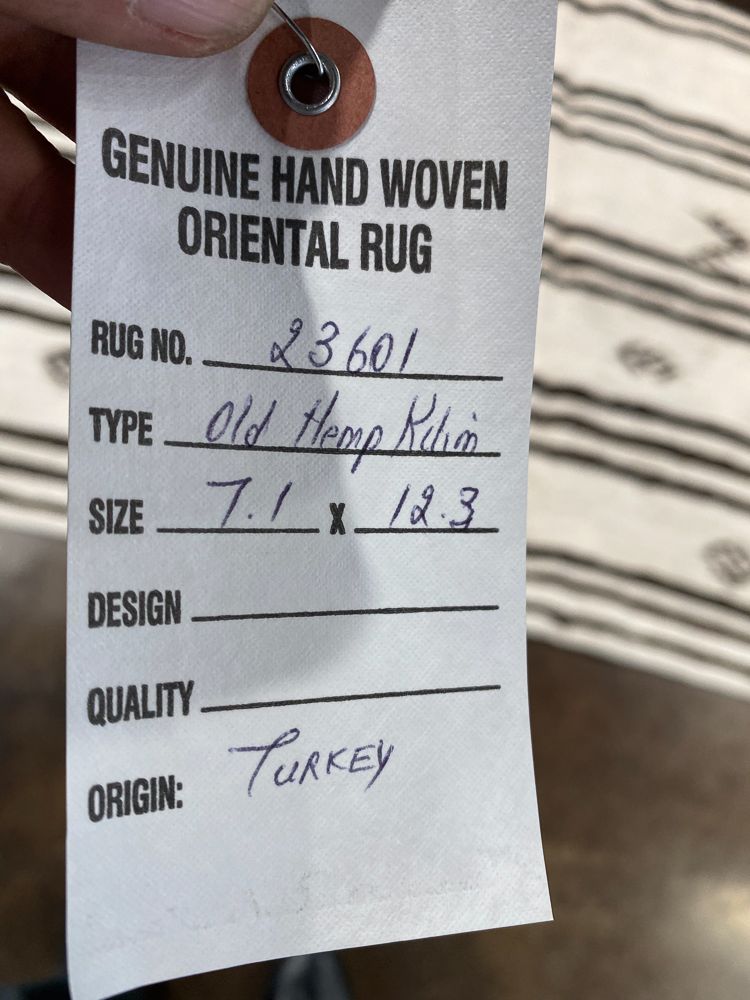 GENUINE HAND WOVEN
ORIENTAL RUG
RUG NO. 23601
TYPE Old Hemp Kilim
SIZE 7.1 X 12.3
DESIGN
QUALITY
ORIGIN: TURKEY